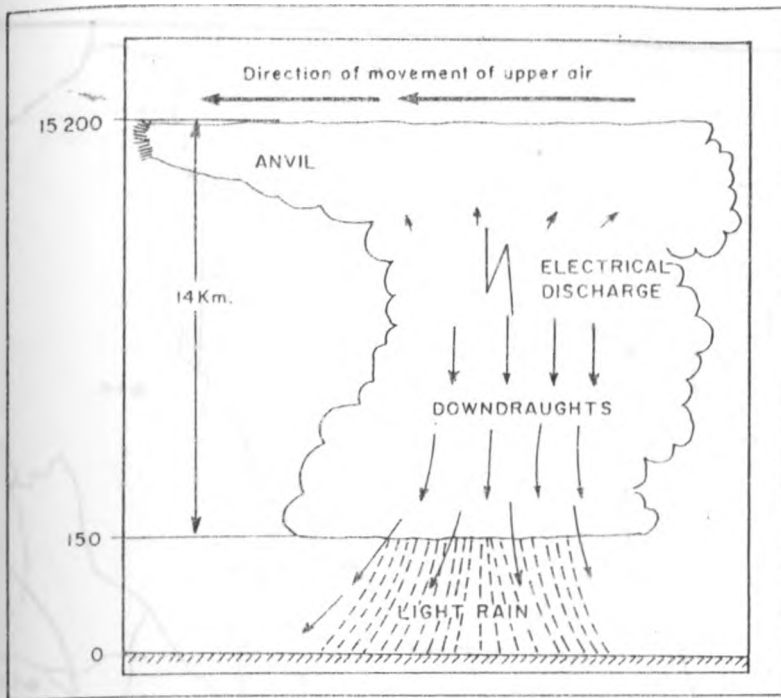 Direction of movement of upper air
15 200
ANVIL
ELECTRICAL
DISCHARGE
14 Km.
DOWNDRAUGHTS
150
LIGHT RAIN
0